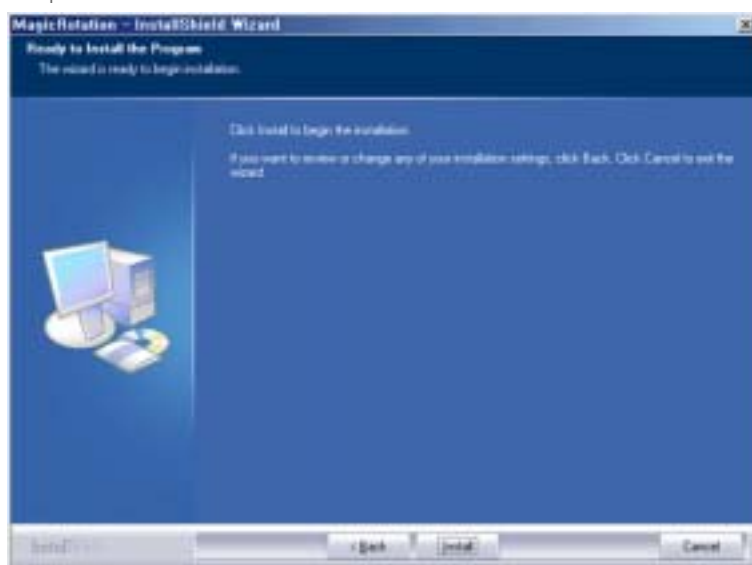 MagicRotation - InstallShield Wizard
Ready to Install the Program
The wizard is ready to begin installation.
Click Install to begin the installation.
If you want to review or change any of your installation settings, click Back. Click Cancel to exit the
wizard.
< Back
Install
Cancel